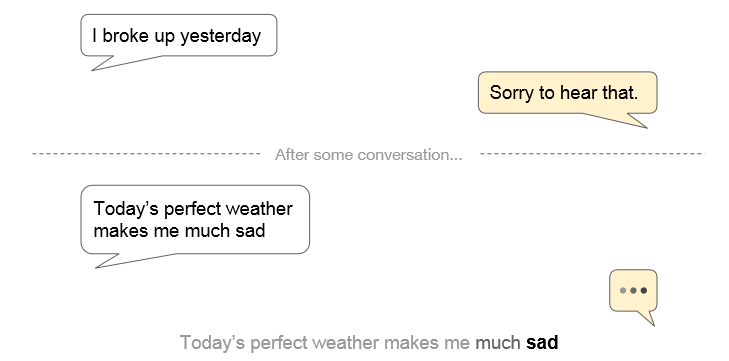 I broke up yesterday
Sorry to hear that.
After some conversation...
Today's perfect weather
makes me much sad
Today's perfect weather makes me much sad